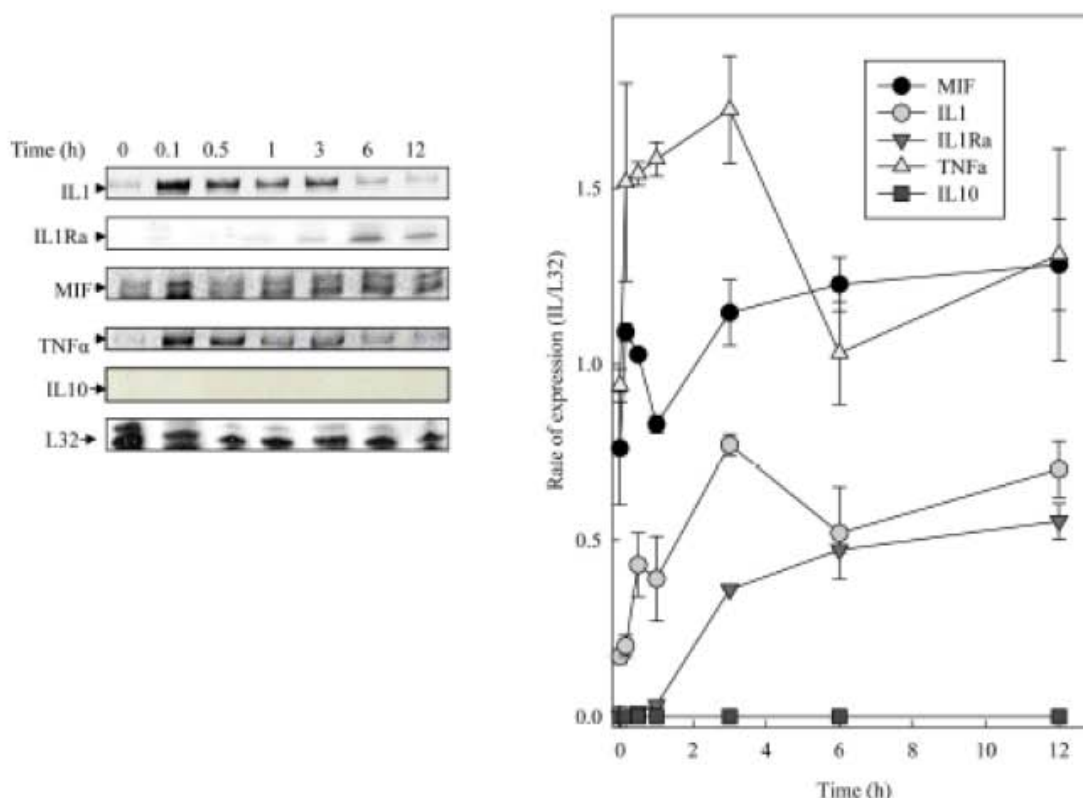 Time (h) 0 0.1 0.5 1 3 6 12
IL1
IL1Ra
MIF
TNFα
IL10
L32
Rate of expression (IL/L32)
1.5
1.0
0.5
0.0
MIF
IL1
IL1Ra
TNFa
IL10
0 2 4 6 8 10 12
Time (h)